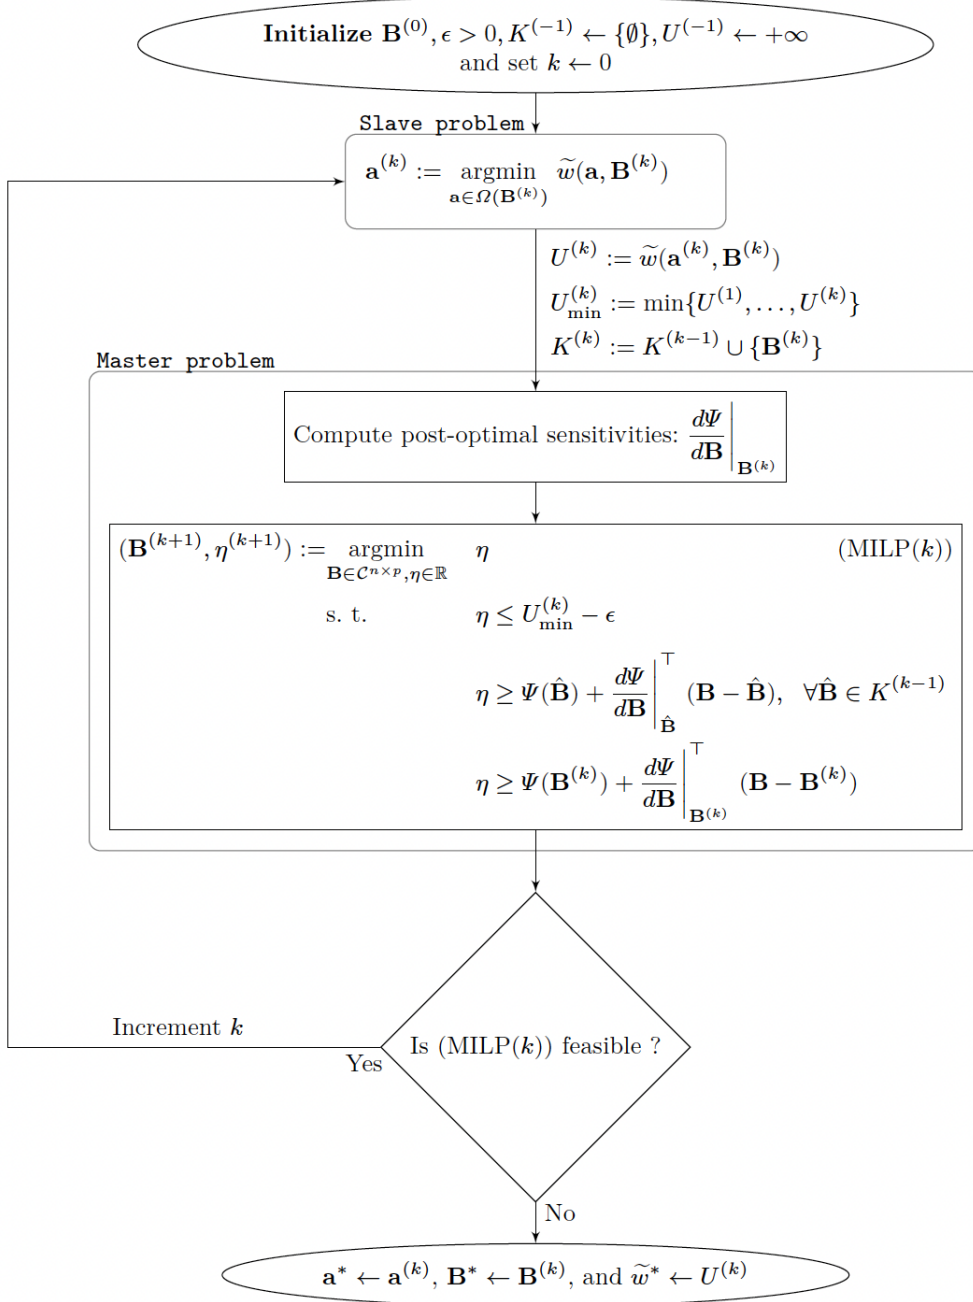 Initialize B^(0), ϵ > 0, K^(−1) ← {∅}, U^(−1) ← +∞
and set k ← 0
Slave problem
a^(k) := argmin_{a∈Ω(B^(k))} w̃(a, B^(k))
U^(k) := w̃(a^(k), B^(k))
U_min^(k) := min{U^(1), …, U^(k)}
K^(k) := K^(k−1) ∪ {B^(k)}
Master problem
Compute post-optimal sensitivities: dΨ/dB |_{B^(k)}
(B^(k+1), η^(k+1)) := argmin_{B∈𝒞^{n×p}, η∈ℝ} η (MILP(k))
s. t. η ≤ U_min^(k) − ϵ
η ≥ Ψ(B̂) + dΨ/dB |_{B̂}^⊤ (B − B̂), ∀B̂ ∈ K^(k−1)
η ≥ Ψ(B^(k)) + dΨ/dB |_{B^(k)}^⊤ (B − B^(k))
Increment k
Is (MILP(k)) feasible ?
Yes
No
a* ← a^(k), B* ← B^(k), and w̃* ← U^(k)